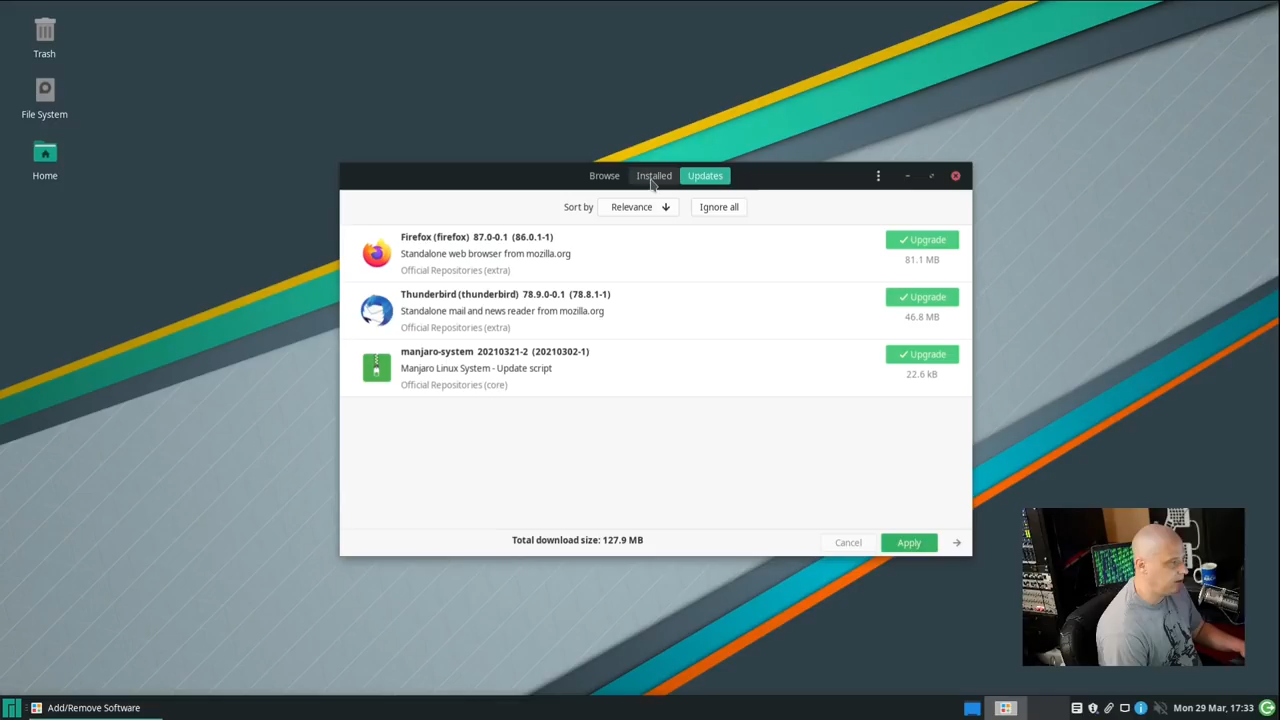 Trash
File System
Home
Browse
Installed
Updates
Sort by
Relevance
Ignore all
Firefox (firefox) 87.0-0.1 (86.0.1-1)
Upgrade
Standalone web browser from mozilla.org
81.1 MB
Official Repositories (extra)
Thunderbird (thunderbird) 78.9.0-0.1 (78.8.1-1)
Upgrade
Standalone mail and news reader from mozilla.org
46.8 MB
Official Repositories (extra)
manjaro-system 20210321-2 (20210302-1)
Upgrade
Manjaro Linux System - Update script
22.6 kB
Official Repositories (core)
Total download size: 127.9 MB
Cancel
Apply
Add/Remove Software
Mon 29 Mar, 17:33